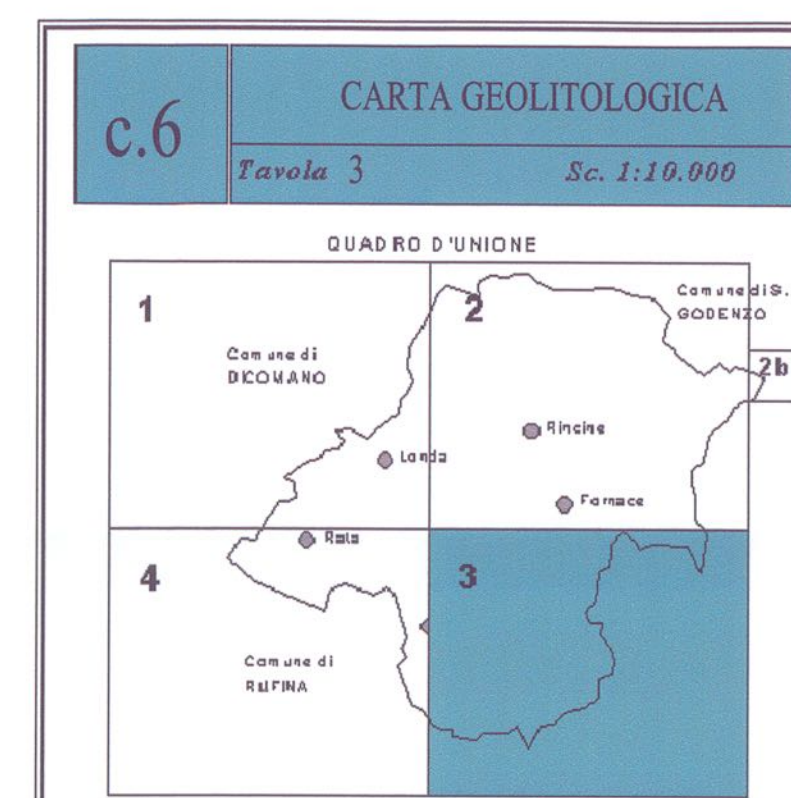 c.6
CARTA GEOLITOLOGICA
Tavola 3
Sc. 1:10.000
QUADRO D'UNIONE
1
2
Comune di S.
GODENZO
Comune di
DICOMANO
2b
Rincine
Londa
Fornace
Rata
4
3
Comune di
RUFINA